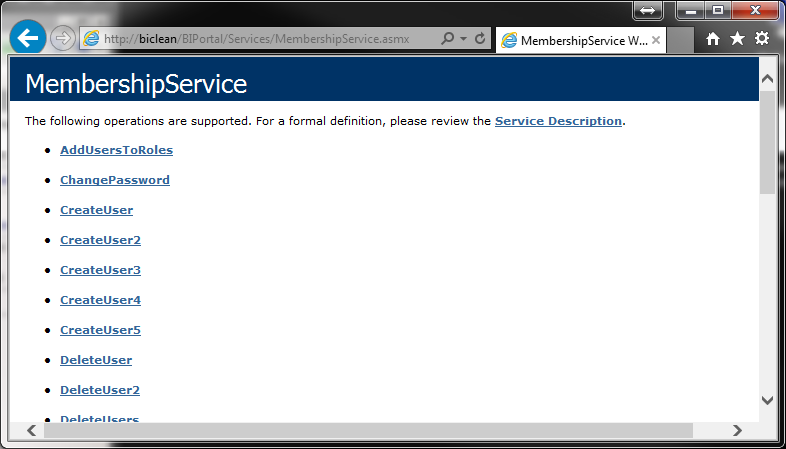 http://biclean/BIPortal/Services/MembershipService.asmx
MembershipService W...
MembershipService
The following operations are supported. For a formal definition, please review the Service Description.
AddUsersToRoles
ChangePassword
CreateUser
CreateUser2
CreateUser3
CreateUser4
CreateUser5
DeleteUser
DeleteUser2
DeleteUsers